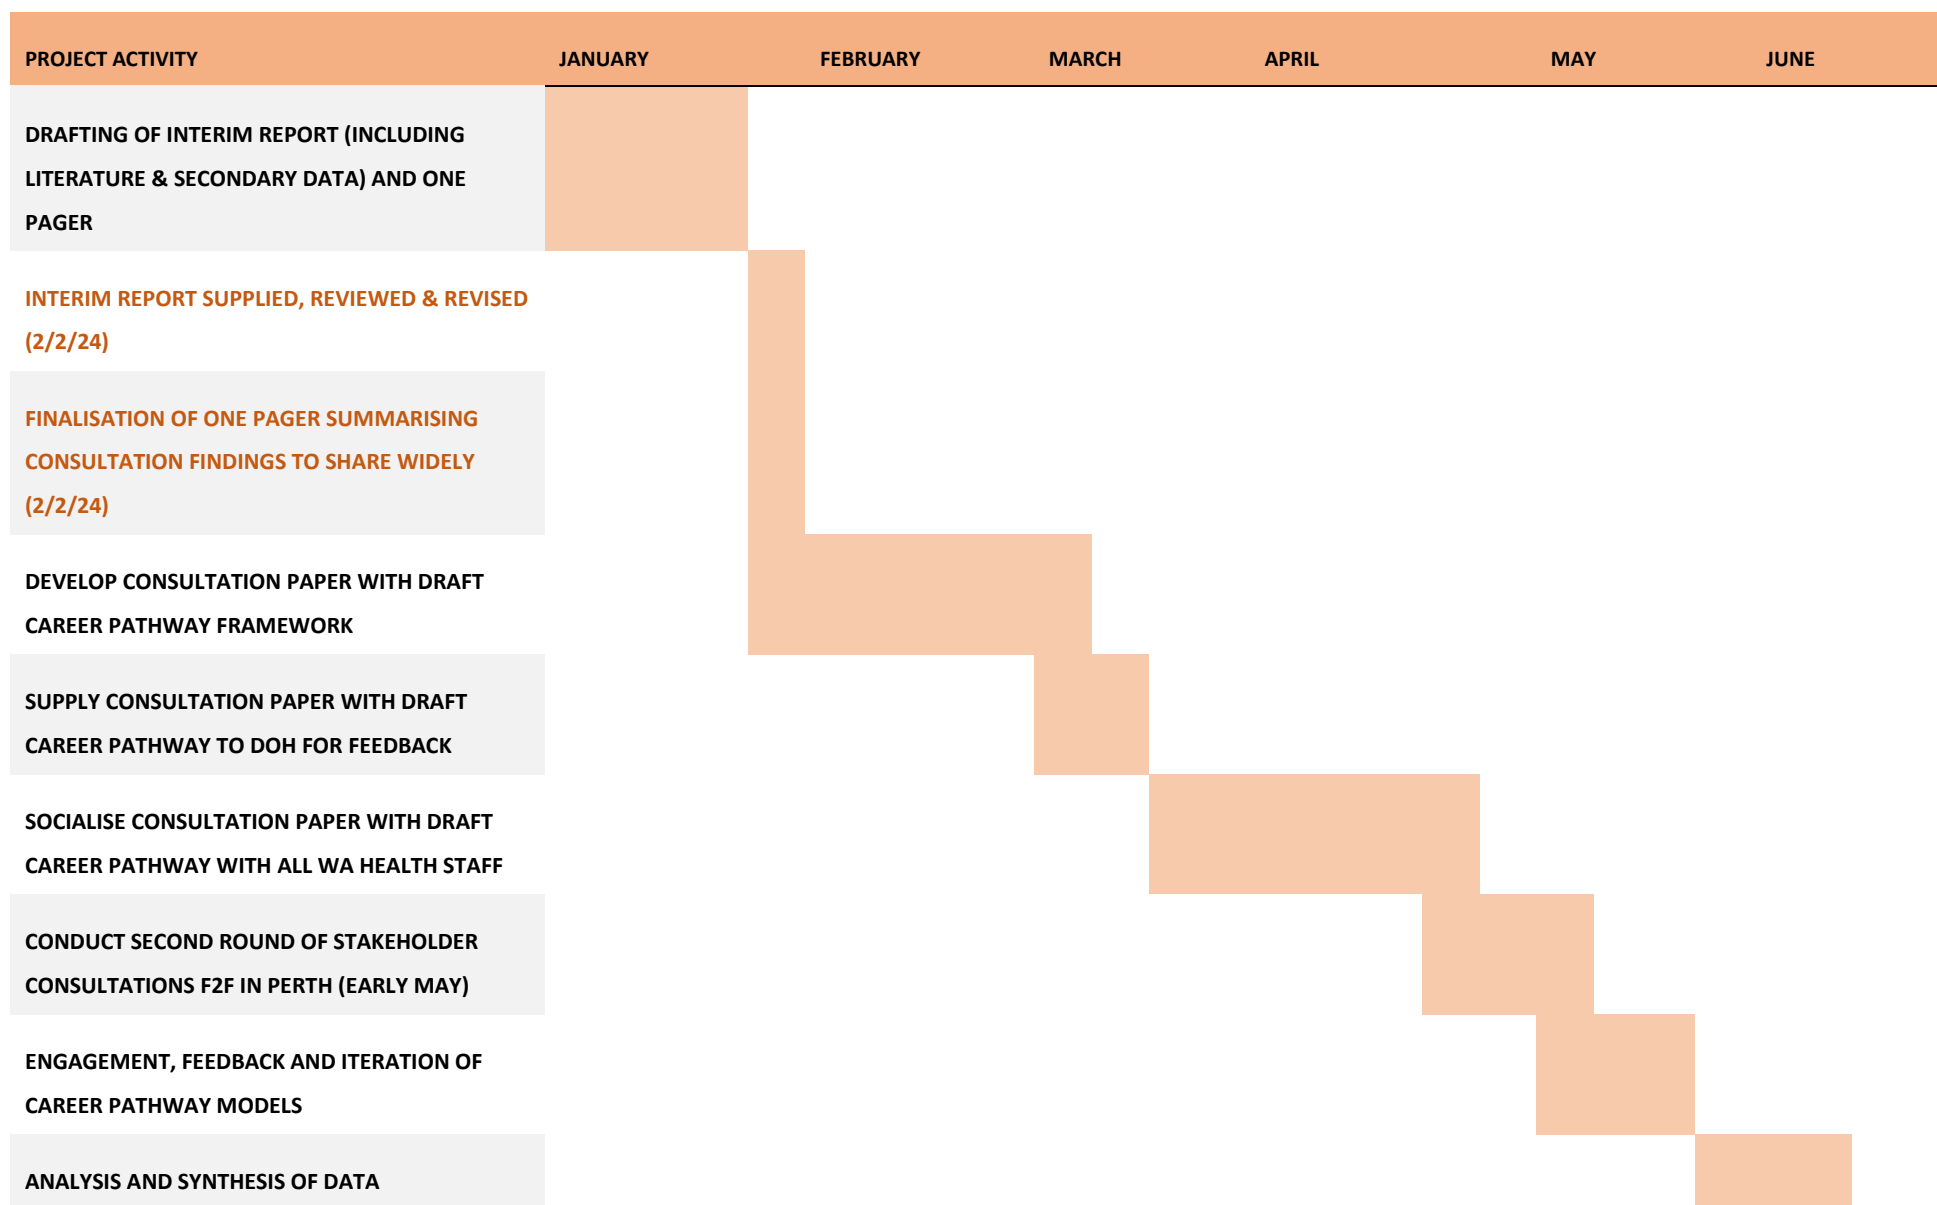 PROJECT ACTIVITY JANUARY FEBRUARY MARCH APRIL MAY JUNE
DRAFTING OF INTERIM REPORT (INCLUDING
LITERATURE & SECONDARY DATA) AND ONE
PAGER
INTERIM REPORT SUPPLIED, REVIEWED & REVISED
(2/2/24)
FINALISATION OF ONE PAGER SUMMARISING
CONSULTATION FINDINGS TO SHARE WIDELY
(2/2/24)
DEVELOP CONSULTATION PAPER WITH DRAFT
CAREER PATHWAY FRAMEWORK
SUPPLY CONSULTATION PAPER WITH DRAFT
CAREER PATHWAY TO DOH FOR FEEDBACK
SOCIALISE CONSULTATION PAPER WITH DRAFT
CAREER PATHWAY WITH ALL WA HEALTH STAFF
CONDUCT SECOND ROUND OF STAKEHOLDER
CONSULTATIONS F2F IN PERTH (EARLY MAY)
ENGAGEMENT, FEEDBACK AND ITERATION OF
CAREER PATHWAY MODELS
ANALYSIS AND SYNTHESIS OF DATA